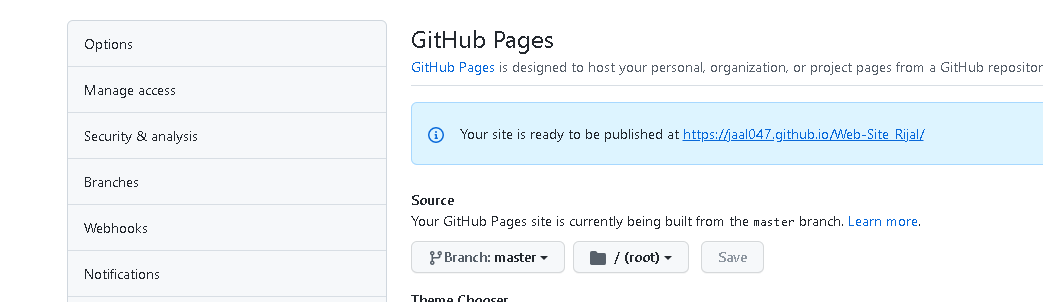 Options
Manage access
Security & analysis
Branches
Webhooks
Notifications
GitHub Pages
GitHub Pages is designed to host your personal, organization, or project pages from a GitHub
Your site is ready to be published at https://jaal047.github.io/Web-Site_Rijal/
Source
Your GitHub Pages site is currently being built from the master branch. Learn more.
Branch: master
/ (root)
Save
Theme Chooser